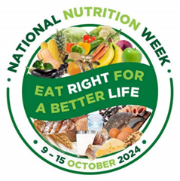 NATIONAL NUTRITION WEEK
EAT RIGHT FOR
A BETTER LIFE
9 - 15 OCTOBER 2024